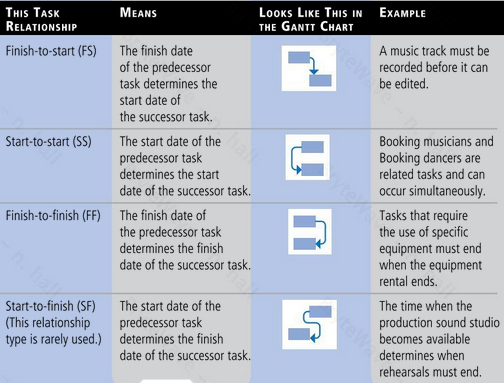 THIS TASK RELATIONSHIP
MEANS
LOOKS LIKE THIS IN THE GANTT CHART
EXAMPLE
Finish-to-start (FS)
The finish date
of the predecessor
task determines the
start date of
the successor task.
A music track must be
recorded before it can
be edited.
Start-to-start (SS)
The start date of the
predecessor task
determines the start
date of the successor task.
Booking musicians and
Booking dancers are
related tasks and can
occur simultaneously.
Finish-to-finish (FF)
The finish date of
the predecessor task
determines the finish
date of the successor task.
Tasks that require
the use of specific
equipment must end
when the equipment
rental ends.
Start-to-finish (SF)
(This relationship
type is rarely used.)
The start date of the
predecessor task
determines the finish
date of the successor task.
The time when the
production sound studio
becomes available
determines when
rehearsals must end.